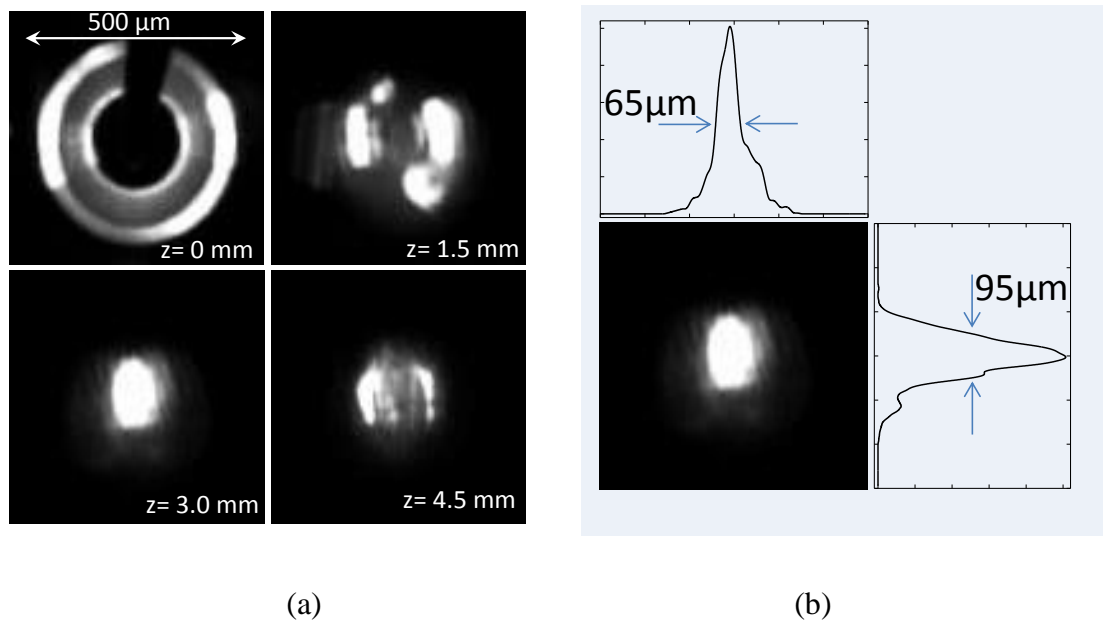 500 µm
z= 0 mm
z= 1.5 mm
z= 3.0 mm
z= 4.5 mm
65µm
95µm
(a)
(b)